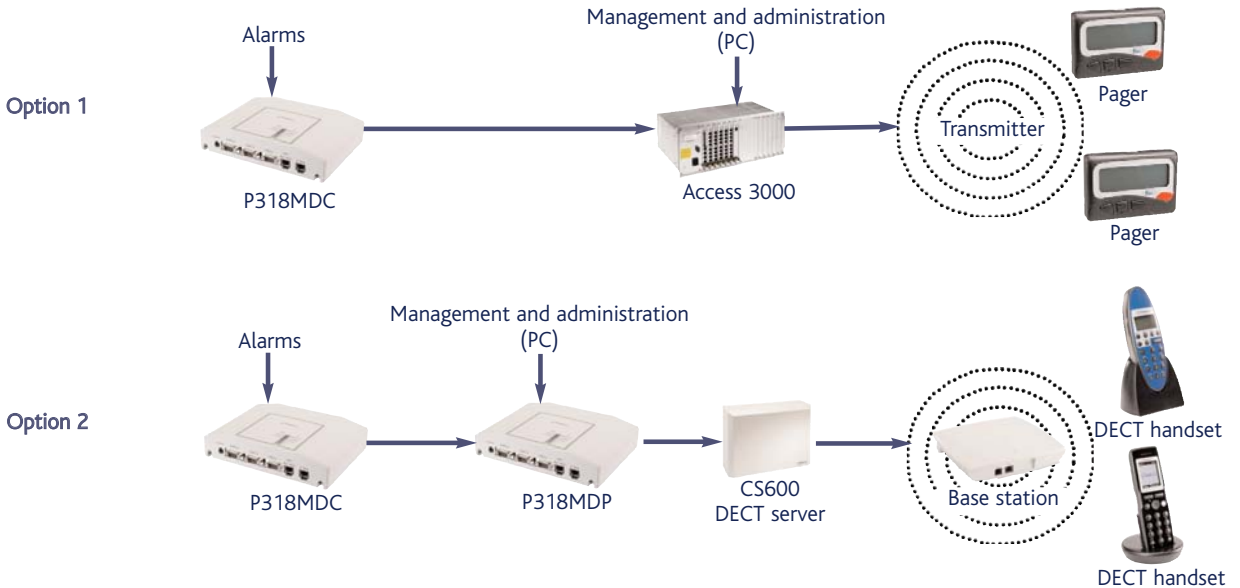 Management and administration
(PC)
Alarms
Option 1
Pager
Transmitter
P318MDC
Access 3000
Pager
Management and administration
(PC)
Alarms
Option 2
DECT handset
P318MDC
P318MDP
CS600
DECT server
Base station
DECT handset